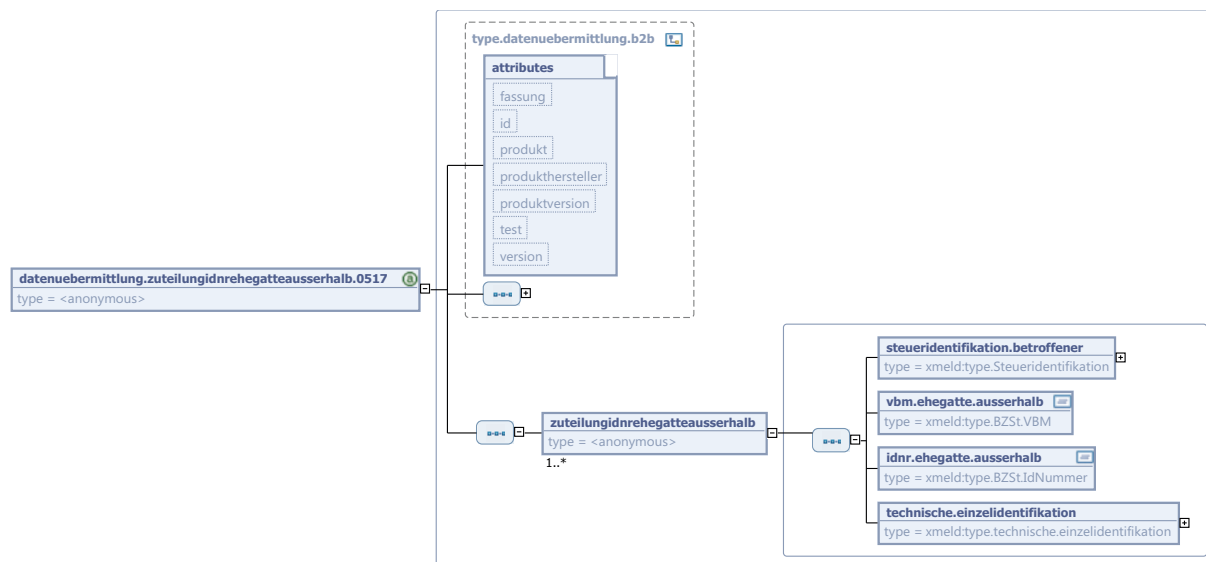 type.datenuebermittlung.b2b
attributes
fassung
id
produkt
produkthersteller
produktversion
test
version
datenuebermittlung.zuteilungidnrehegatteausserhalb.0517
type = <anonymous>
zuteilungidnrehegatteausserhalb
type = <anonymous>
1..*
steueridentifikation.betroffener
type = xmeld:type.Steueridentifikation
vbm.ehegatte.ausserhalb
type = xmeld:type.BZSt.VBM
idnr.ehegatte.ausserhalb
type = xmeld:type.BZSt.IdNummer
technische.einzelidentifikation
type = xmeld:type.technische.einzelidentifikation